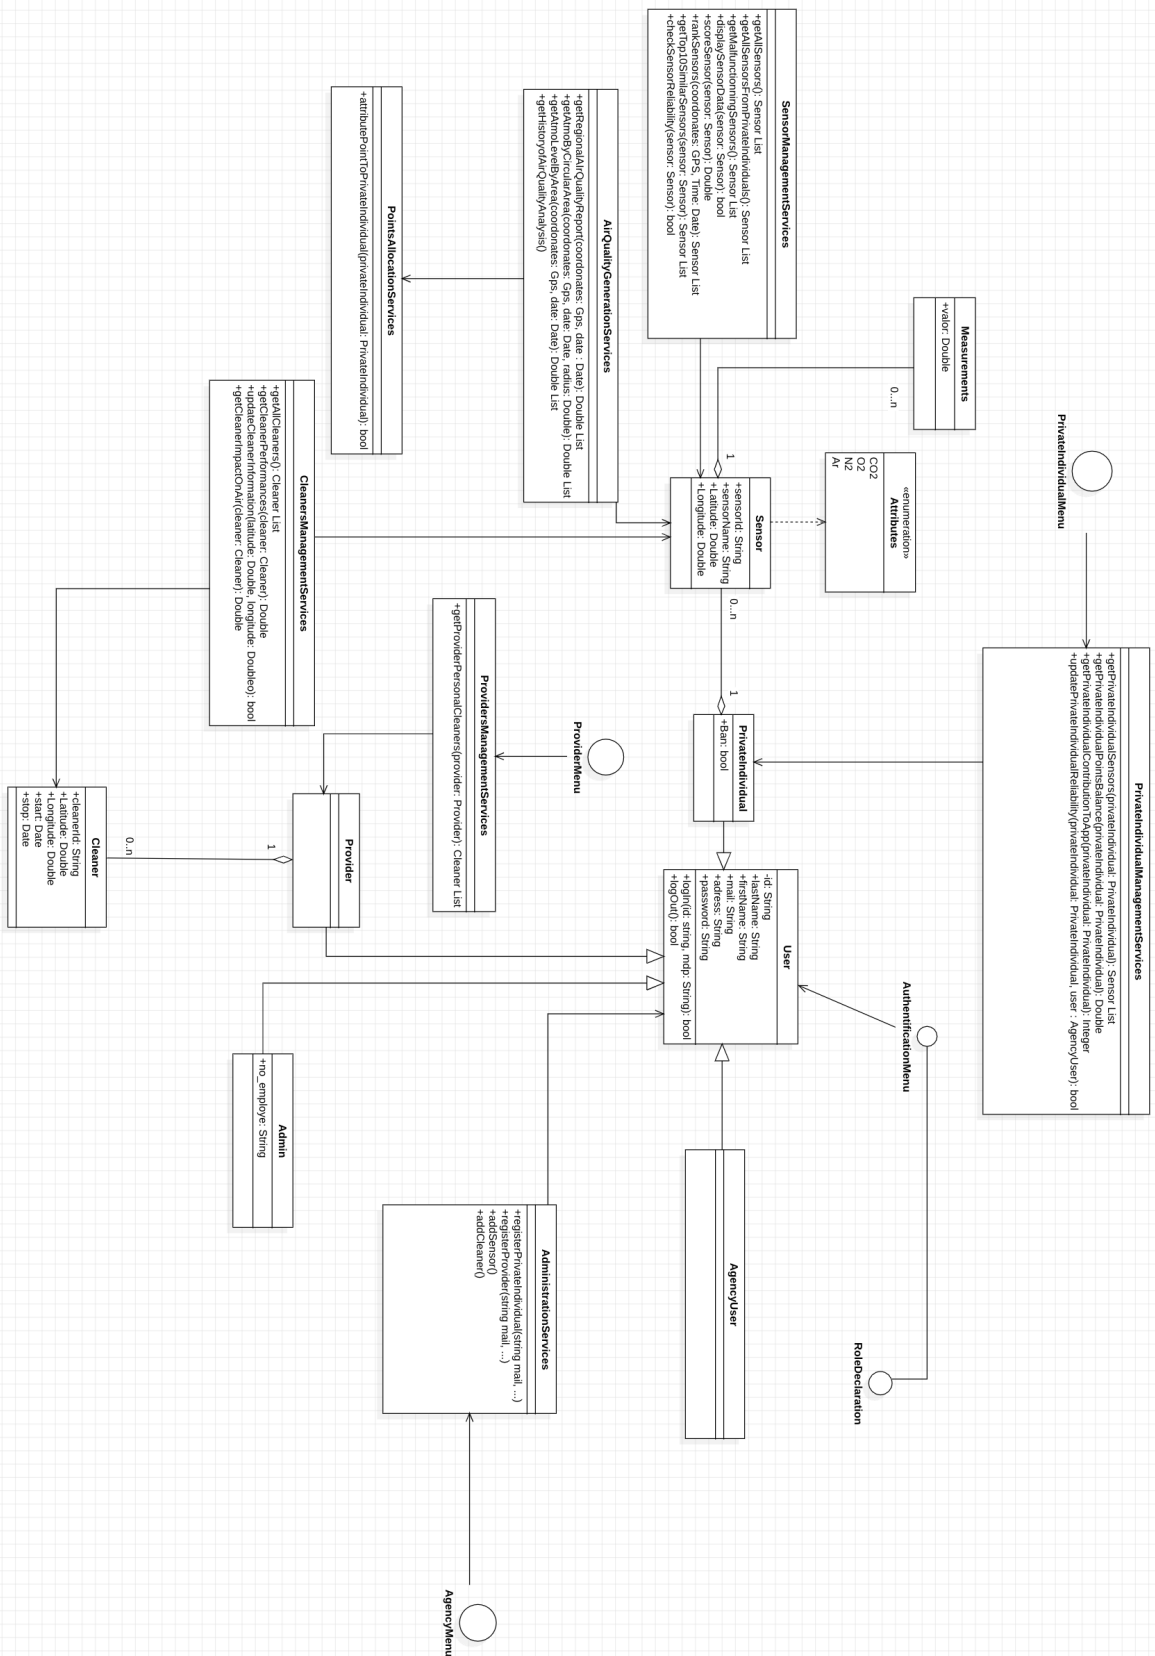 PrivateIndividualMenu
PrivateIndividualManagementServices
+getPrivateIndividualSensors(privateIndividual: PrivateIndividual): Sensor List
+getPrivateIndividualPointsBalance(privateIndividual: PrivateIndividual): Double
+getPrivateIndividualContributionToApp(privateIndividual: PrivateIndividual): Integer
+updatePrivateIndividualReliability(privateIndividual: PrivateIndividual, user : AgencyUser): bool
Measurements
+valor: Double
0...n
«enumeration»
Attributes
CO2
O2
N2
Ar
AuthentificationMenu
RoleDeclaration
SensorManagementServices
+getAllSensors(): Sensor List
+getAllSensorsFromPrivateIndividuals(): Sensor List
+getMalfunctionningSensors(): Sensor List
+displaySensorData(sensor: Sensor): bool
+scoreSensor(sensor: Sensor): Double
+rankSensors(coordonates: GPS, Time: Date): Sensor List
+getTop10SimilarSensors(sensor: Sensor): Sensor List
+checkSensorReliability(sensor: Sensor): bool
1
Sensor
+sensorId: String
+sensorName: String
+Latitude: Double
+Longitude: Double
0...n
1
PrivateIndividual
+Ban: bool
User
-id: String
+lastName: String
+firstName: String
+mail: String
+adress: String
+password: String
+logIn(id: string, mdp: String): bool
+logOut(): bool
AgencyUser
AirQualityGenerationServices
+getRegionalAIrQualityReport(coordonates: Gps, date : Date): Double List
+getAtmoByCircularArea(coordonates: Gps, date: Date, radius: Double): Double List
+getAtmoLevelByArea(coordonates: Gps, date: Date): Double List
+getHistoryofAirQualityAnalysis()
ProviderMenu
ProvidersManagementServices
+getProviderPersonalCleaners(provider: Provider): Cleaner List
AdministrationServices
+registerPrivateIndividual(string mail, ...)
+registerProvider(string mail, ...)
+addSensor()
+addCleaner()
AgencyMenu
PointsAllocationServices
+attributePointToPrivateIndividual(privateIndividual: PrivateIndividual): bool
Provider
CleanersManagementServices
+getAllCleaners(): Cleaner List
+getCleanerPerformances(cleaner: Cleaner): Double
+updateCleanerInformation(latitude: Double, longitude: Doubleo): bool
+getCleanerImpactOnAir(cleaner: Cleaner): Double
1
0...n
Admin
+no_employe: String
Cleaner
+cleanerId: String
+Latitude: Double
+Longitude: Double
+start: Date
+stop: Date